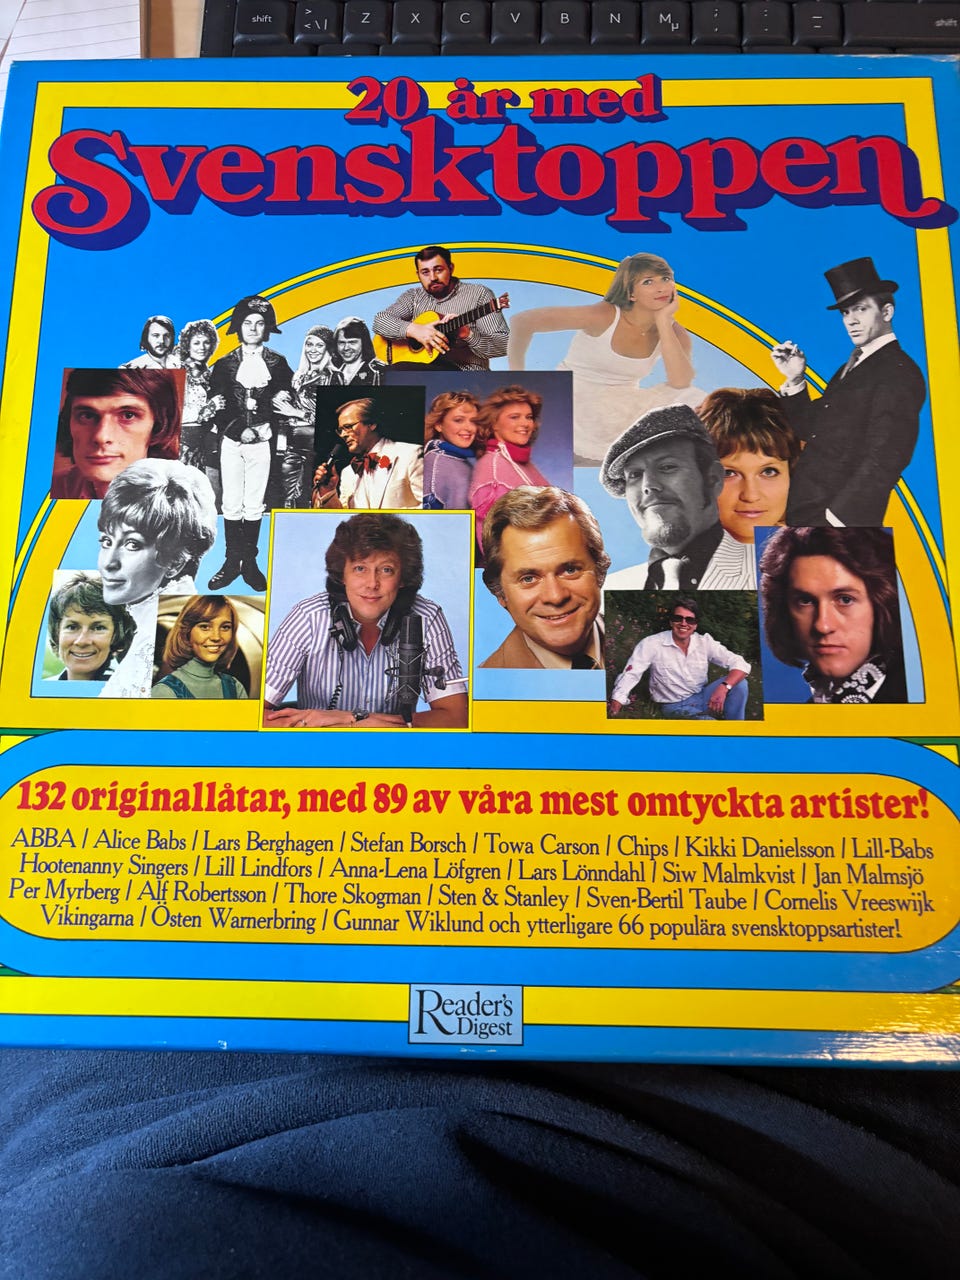 shift
>
<
\|
Z
X
C
V
B
N
M
µ
;
,
:
.
_
-
shift
20 år med
Svensktoppen
132 originallåtar, med 89 av våra mest omtyckta artister!
ABBA / Alice Babs / Lars Berghagen / Stefan Borsch / Towa Carson / Chips / Kikki Danielsson / Lill-Babs
Hootenanny Singers / Lill Lindfors / Anna-Lena Löfgren / Lars Lönndahl / Siw Malmkvist / Jan Malmsjö
Per Myrberg / Alf Robertsson / Thore Skogman / Sten & Stanley / Sven-Bertil Taube / Cornelis Vreeswijk
Vikingarna / Östen Warnerbring / Gunnar Wiklund och ytterligare 66 populära svensktoppsartister!
Reader's
Digest